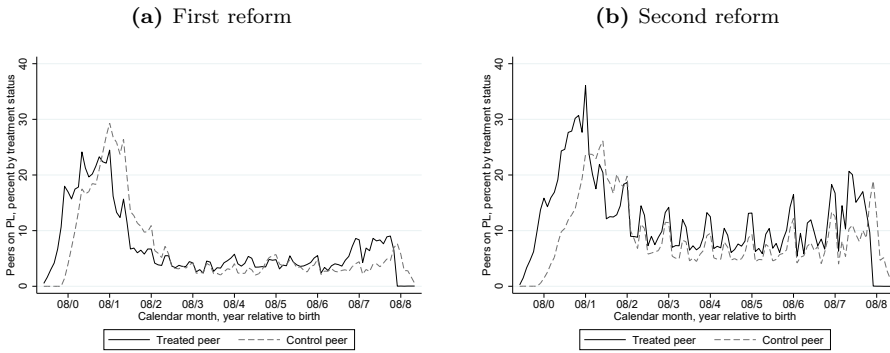 (a) First reform
Peers on PL, percent by treatment status
40
30
20
10
0
08/0 08/1 08/2 08/3 08/4 08/5 08/6 08/7 08/8
Calendar month, year relative to birth
Treated peer Control peer
(b) Second reform
Peers on PL, percent by treatment status
40
30
20
10
0
08/0 08/1 08/2 08/3 08/4 08/5 08/6 08/7 08/8
Calendar month, year relative to birth
Treated peer Control peer